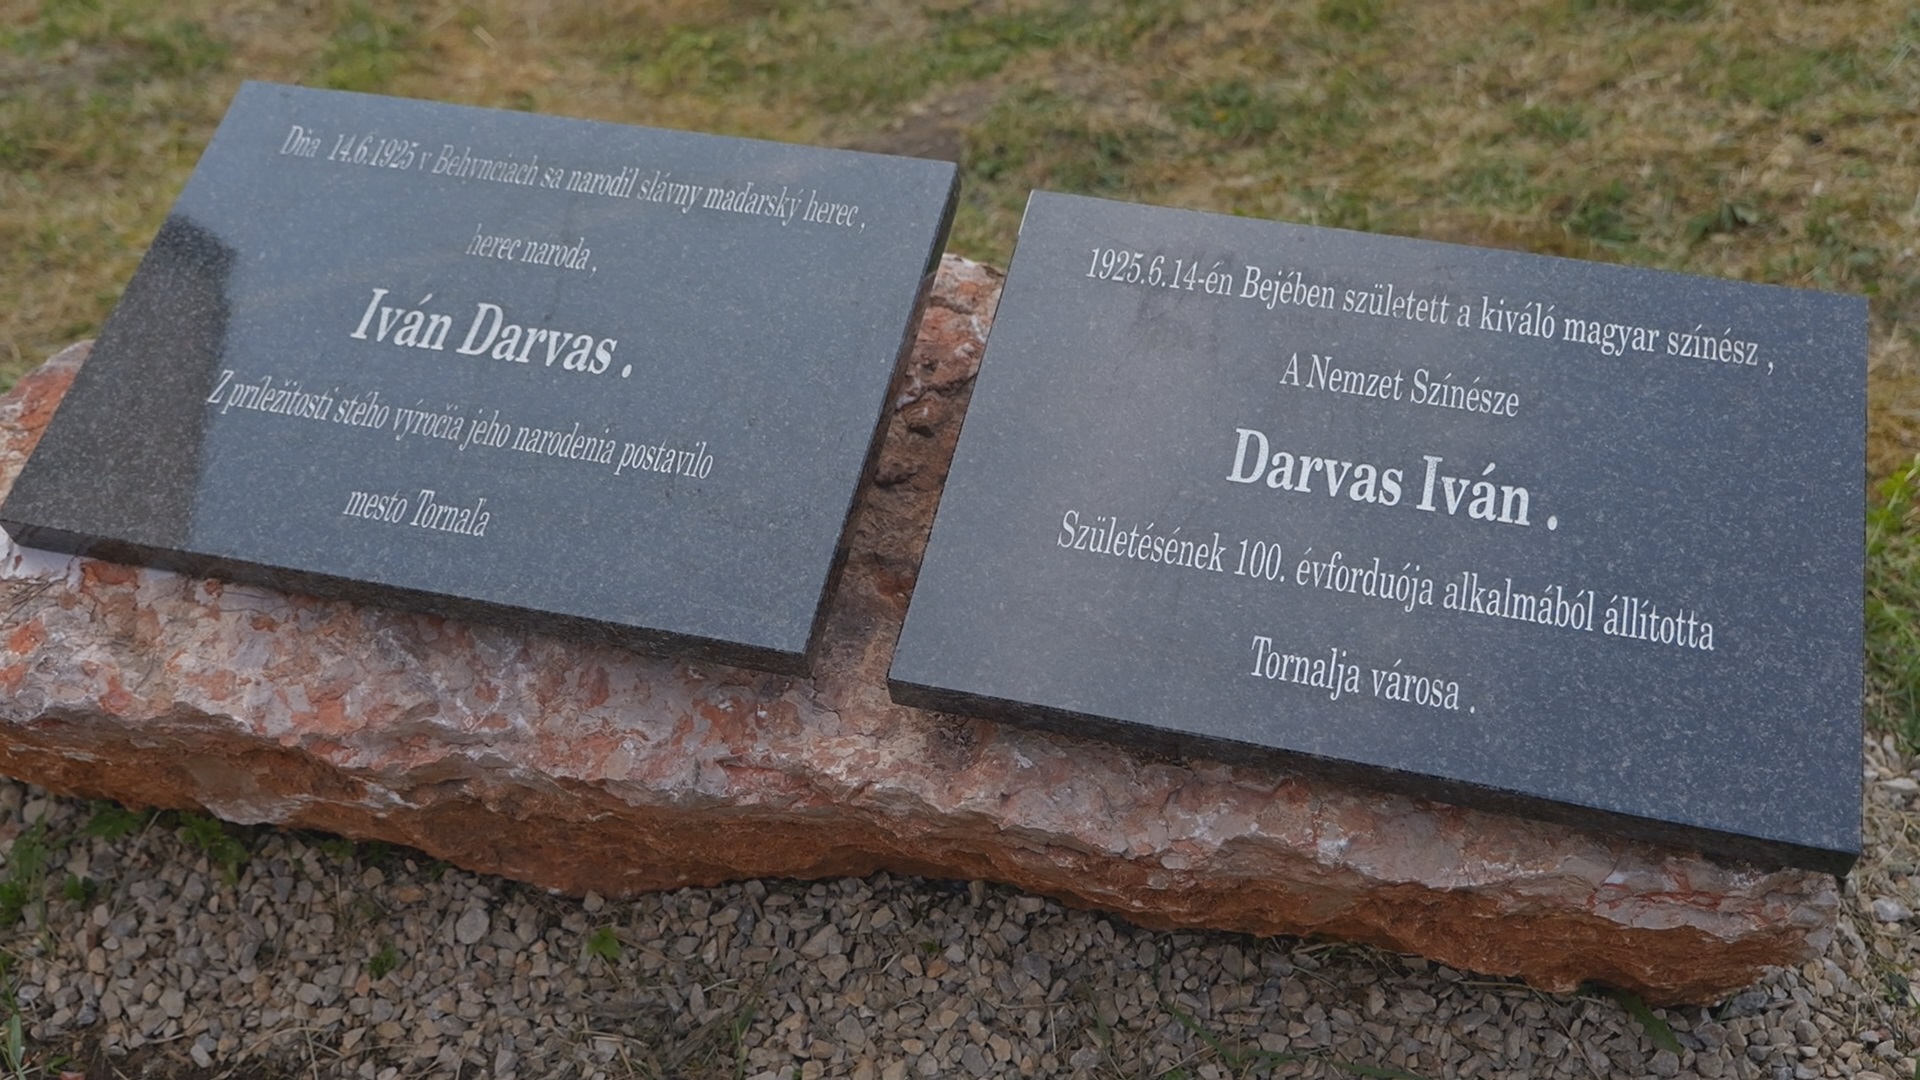 Dňa 14.6.1925 v Behynciach sa narodil slávny maďarský herec ,
herec naroda ,
Iván Darvas .
Z príležitosti stého výročia jeho narodenia postavilo
mesto Tornaľa
1925.6.14-én Bejében született a kiváló magyar színész ,
A Nemzet Színésze
Darvas Iván .
Születésének 100. évforduója alkalmából állította
Tornalja városa .